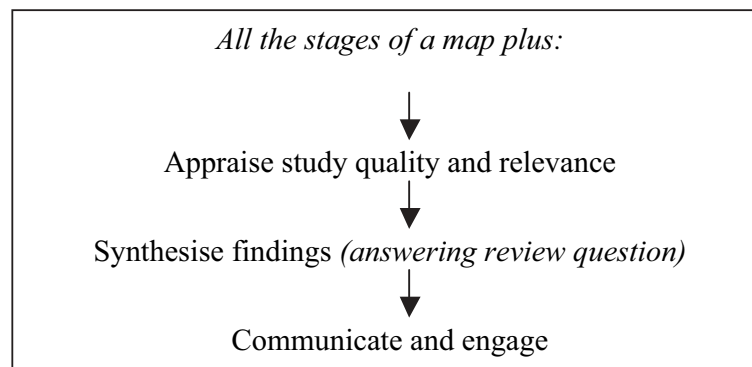 All the stages of a map plus:
Appraise study quality and relevance
Synthesise findings (answering review question)
Communicate and engage